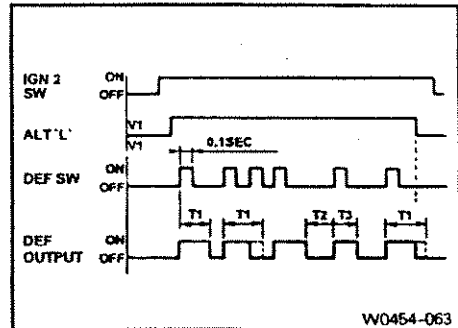 IGN 2 SW ON OFF
ALT 'L' V1 V1
0.1SEC
DEF SW ON OFF
T1 T1 T2 T3 T1
DEF OUTPUT ON OFF
W0454-063